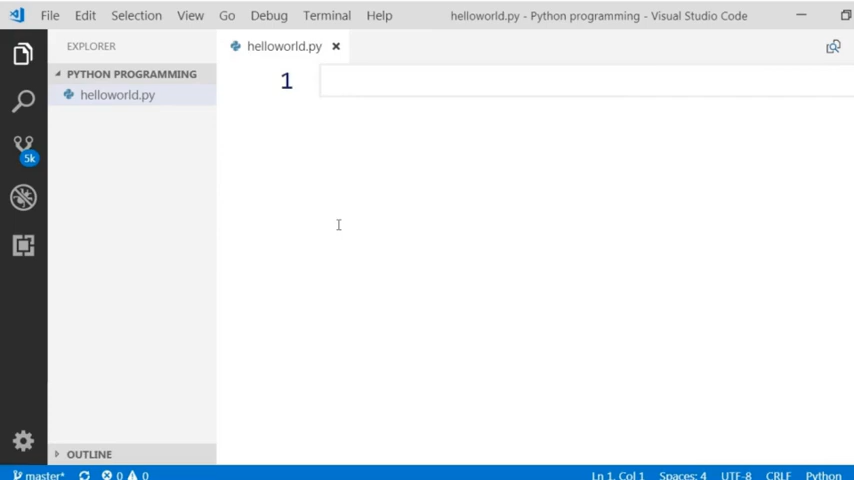 File Edit Selection View Go Debug Terminal Help helloworld.py - Python programming - Visual Studio Code
EXPLORER
helloworld.py
PYTHON PROGRAMMING
helloworld.py
1
5k
OUTLINE
master* 0 0 Ln 1, Col 1 Spaces: 4 UTF-8 CRLF Python